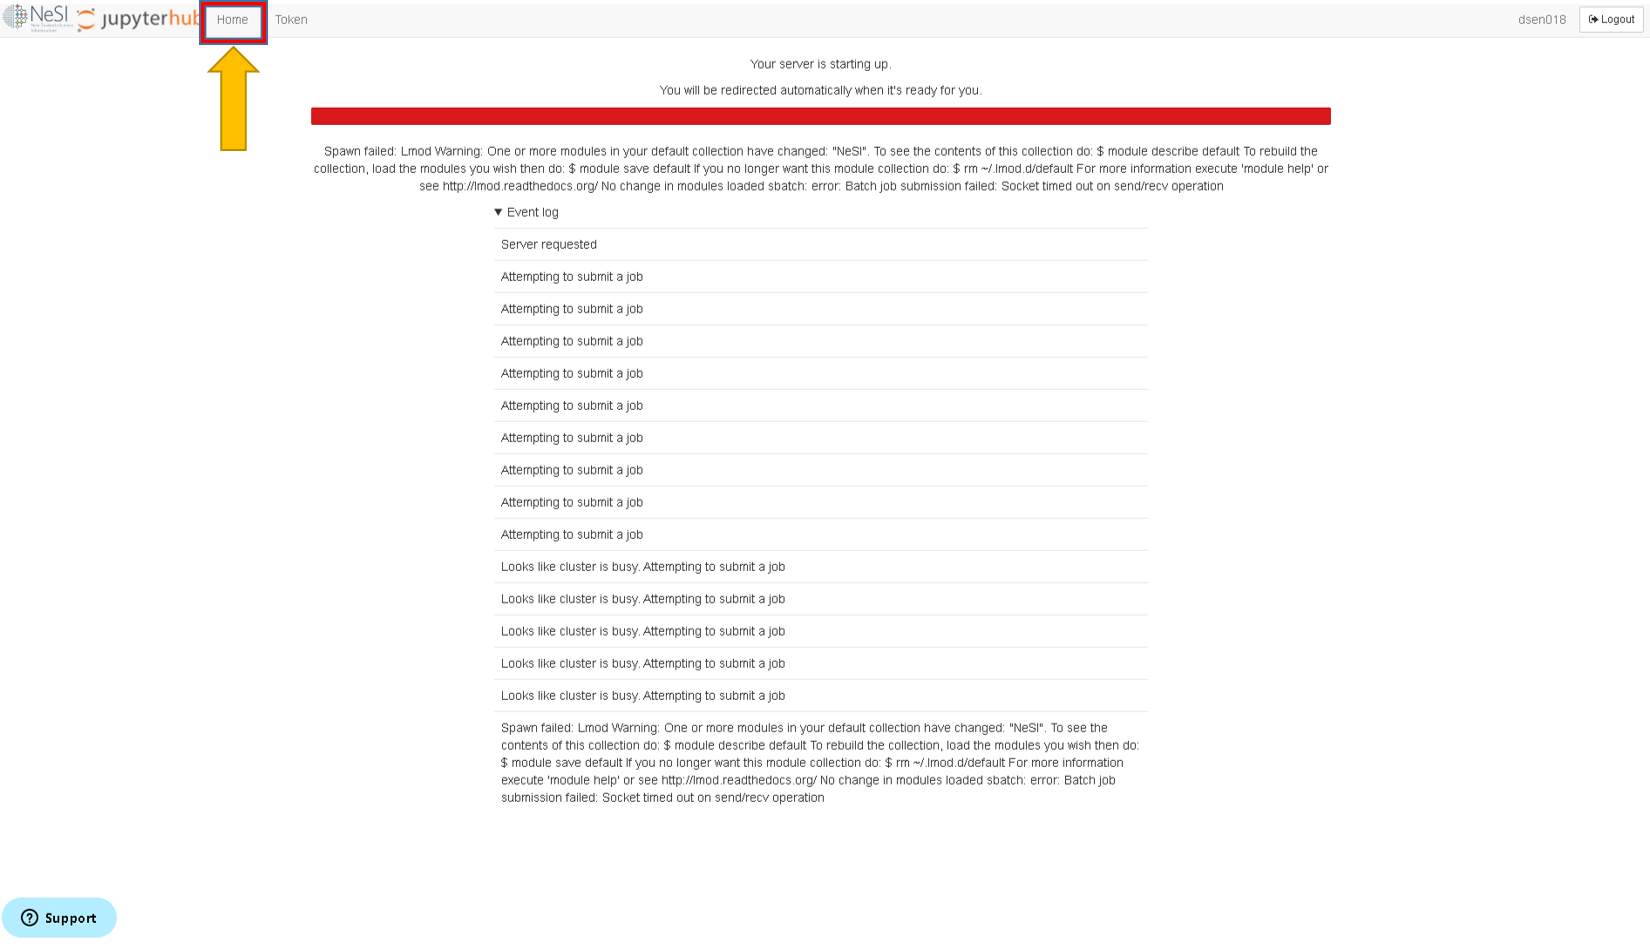 NeSI jupyterhub Home Token dsen018 Logout
Your server is starting up.
You will be redirected automatically when it's ready for you.
Spawn failed: Lmod Warning: One or more modules in your default collection have changed: "NeSI". To see the contents of this collection do: $ module describe default To rebuild the
collection, load the modules you wish then do: $ module save default If you no longer want this module collection do: $ rm ~/.lmod.d/default For more information execute 'module help' or
see http://lmod.readthedocs.org/ No change in modules loaded sbatch: error: Batch job submission failed: Socket timed out on send/recv operation
▼ Event log
Server requested
Attempting to submit a job
Attempting to submit a job
Attempting to submit a job
Attempting to submit a job
Attempting to submit a job
Attempting to submit a job
Attempting to submit a job
Attempting to submit a job
Attempting to submit a job
Looks like cluster is busy. Attempting to submit a job
Looks like cluster is busy. Attempting to submit a job
Looks like cluster is busy. Attempting to submit a job
Looks like cluster is busy. Attempting to submit a job
Looks like cluster is busy. Attempting to submit a job
Spawn failed: Lmod Warning: One or more modules in your default collection have changed: "NeSI". To see the
contents of this collection do: $ module describe default To rebuild the collection, load the modules you wish then do:
$ module save default If you no longer want this module collection do: $ rm ~/.lmod.d/default For more information
execute 'module help' or see http://lmod.readthedocs.org/ No change in modules loaded sbatch: error: Batch job
submission failed: Socket timed out on send/recv operation
? Support